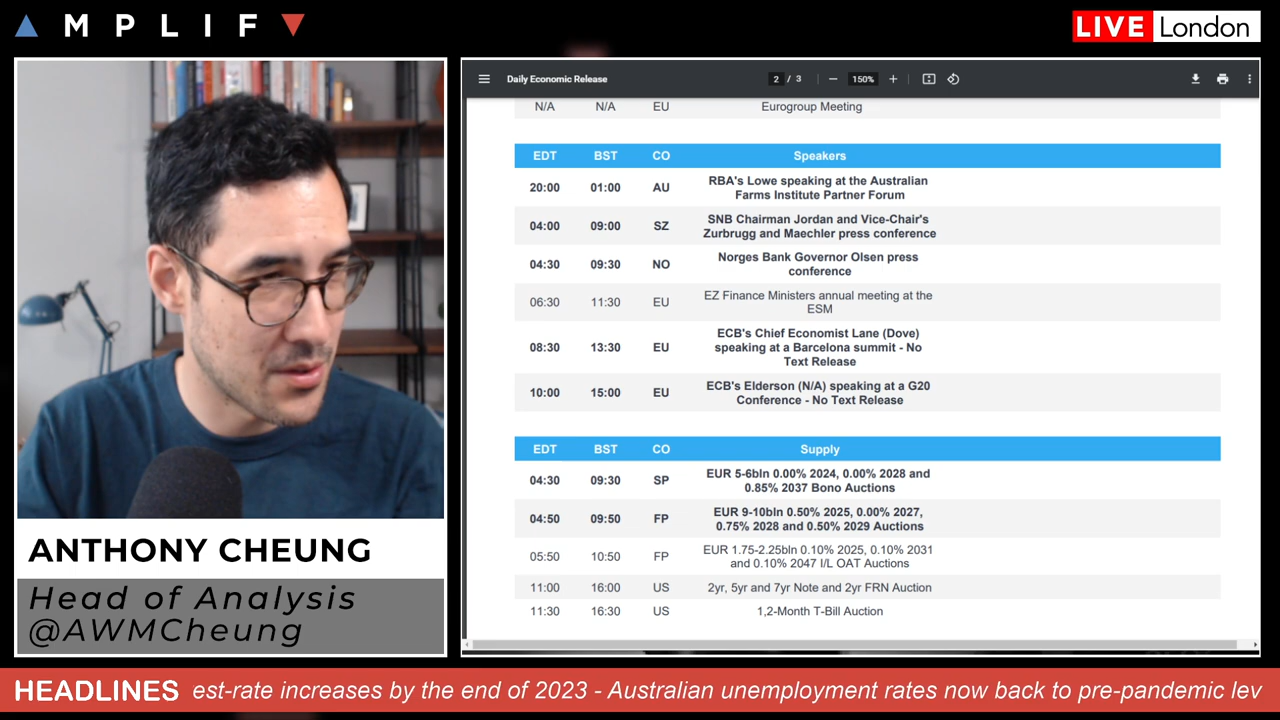 MPLIF
LIVE London
Daily Economic Release
2 / 3
150%
N/A N/A EU Eurogroup Meeting
EDT BST CO Speakers
20:00 01:00 AU RBA's Lowe speaking at the Australian
Farms Institute Partner Forum
04:00 09:00 SZ SNB Chairman Jordan and Vice-Chair's
Zurbrugg and Maechler press conference
04:30 09:30 NO Norges Bank Governor Olsen press
conference
06:30 11:30 EU EZ Finance Ministers annual meeting at the
ESM
08:30 13:30 EU ECB's Chief Economist Lane (Dove)
speaking at a Barcelona summit - No
Text Release
10:00 15:00 EU ECB's Elderson (N/A) speaking at a G20
Conference - No Text Release
EDT BST CO Supply
04:30 09:30 SP EUR 5-6bln 0.00% 2024, 0.00% 2028 and
0.85% 2037 Bono Auctions
04:50 09:50 FP EUR 9-10bln 0.50% 2025, 0.00% 2027,
0.75% 2028 and 0.50% 2029 Auctions
05:50 10:50 FP EUR 1.75-2.25bln 0.10% 2025, 0.10% 2031
and 0.10% 2047 I/L OAT Auctions
11:00 16:00 US 2yr, 5yr and 7yr Note and 2yr FRN Auction
11:30 16:30 US 1,2-Month T-Bill Auction
ANTHONY CHEUNG
Head of Analysis
@AWMCheung
HEADLINES est-rate increases by the end of 2023 - Australian unemployment rates now back to pre-pandemic lev